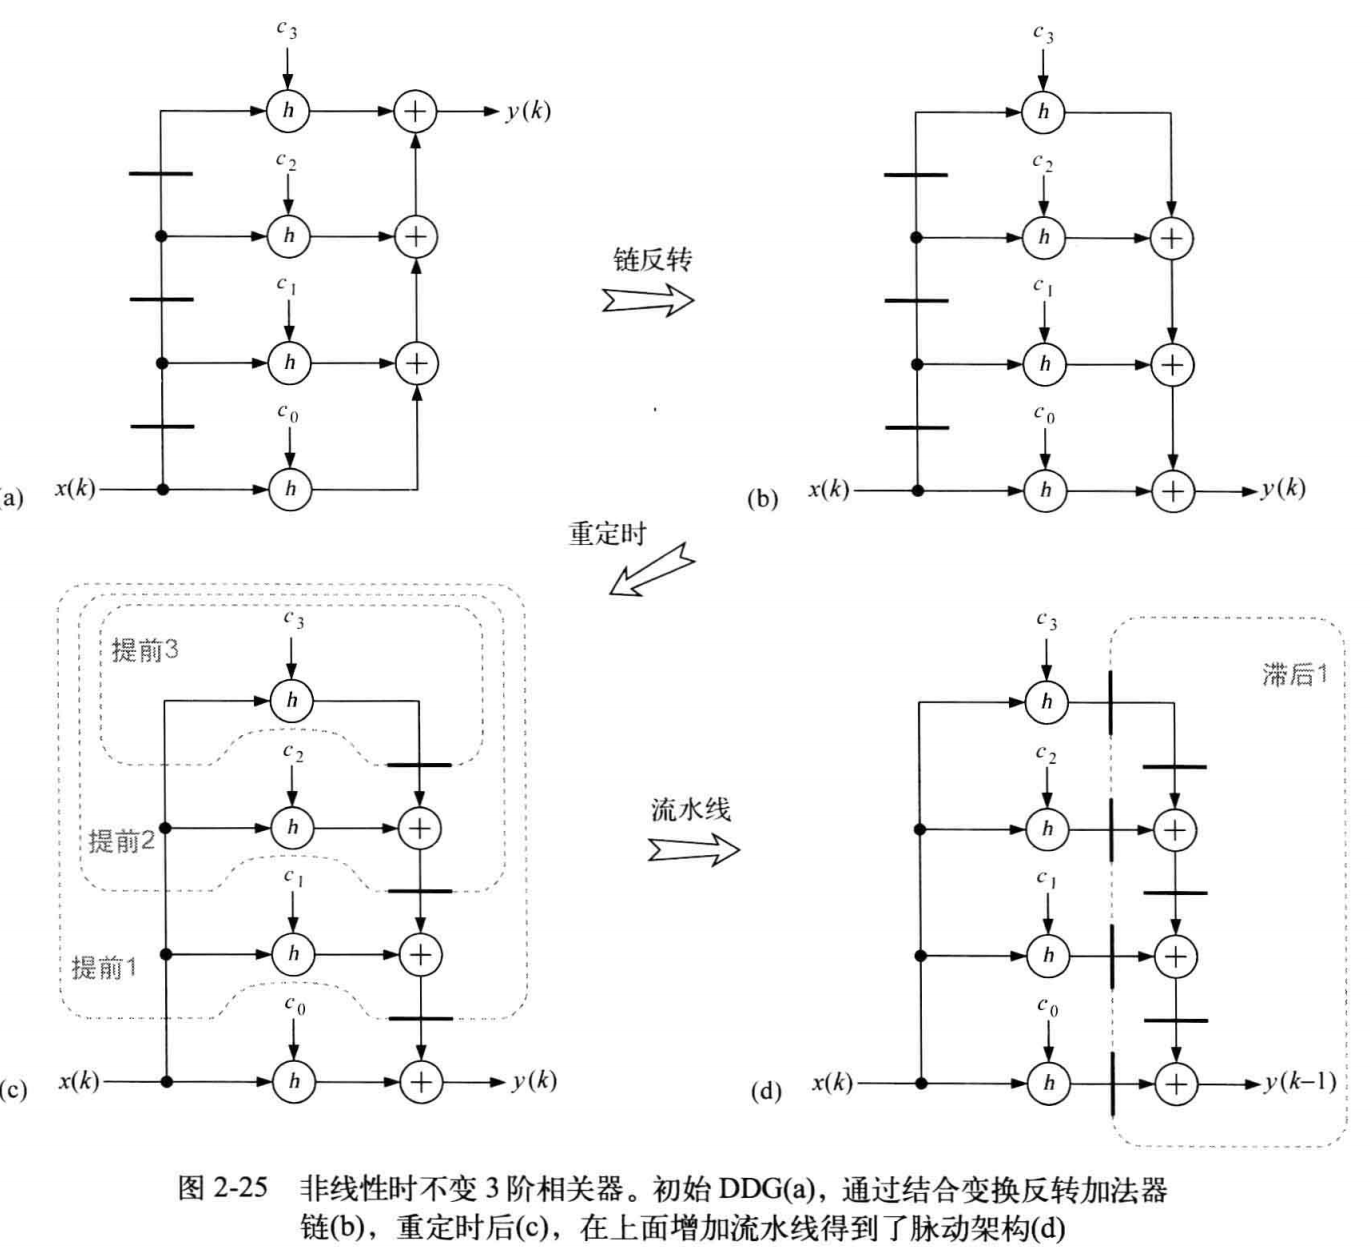 c3
h
+
y(k)
c2
h
+
c1
h
+
c0
a)
x(k)
h
链反转
c3
h
c2
h
+
c1
h
+
c0
(b)
x(k)
h
+
y(k)
重定时
提前3
c3
h
c2
提前2
h
+
c1
提前1
h
+
c0
(c)
x(k)
h
+
y(k)
流水线
c3
滞后1
h
c2
h
+
c1
h
+
c0
(d)
x(k)
h
+
y(k−1)
图 2-25 非线性时不变 3 阶相关器。初始 DDG(a)，通过结合变换反转加法器
链(b)，重定时后(c)，在上面增加流水线得到了脉动架构(d)